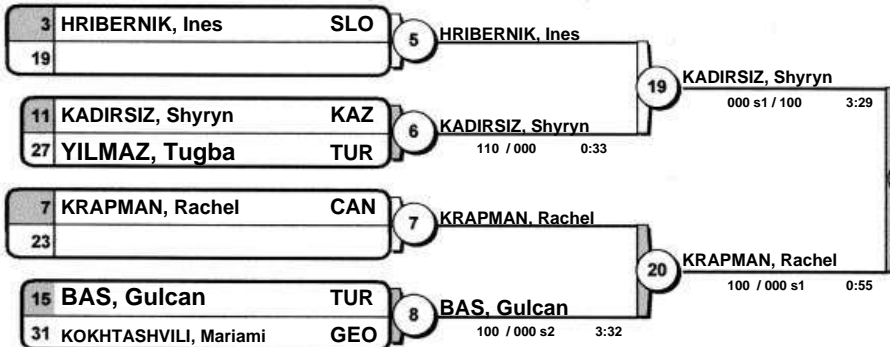 3 HRIBERNIK, Ines SLO
19
5 HRIBERNIK, Ines
11 KADIRSIZ, Shyryn KAZ
27 YILMAZ, Tugba TUR
6 KADIRSIZ, Shyryn
110 / 000 0:33
19 KADIRSIZ, Shyryn
000 s1 / 100 3:29
7 KRAPMAN, Rachel CAN
23
7 KRAPMAN, Rachel
15 BAS, Gulcan TUR
31 KOKHTASHVILI, Mariami GEO
8 BAS, Gulcan
100 / 000 s2 3:32
20 KRAPMAN, Rachel
100 / 000 s1 0:55